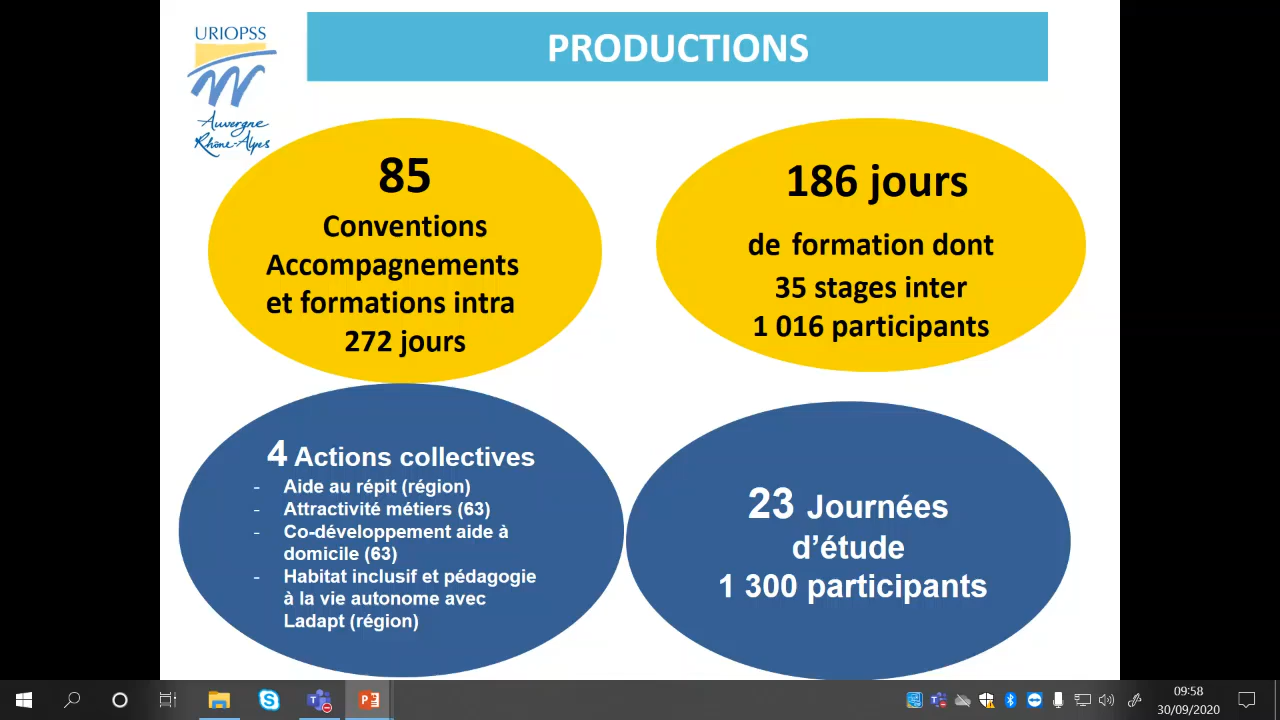 URIOPSS
Auvergne
Rhône-Alpes
PRODUCTIONS
85
Conventions
Accompagnements
et formations intra
272 jours
186 jours
de formation dont
35 stages inter
1 016 participants
4 Actions collectives
- Aide au répit (région)
- Attractivité métiers (63)
- Co-développement aide à
domicile (63)
- Habitat inclusif et pédagogie
à la vie autonome avec
Ladapt (région)
23 Journées
d'étude
1 300 participants
09:58
30/09/2020